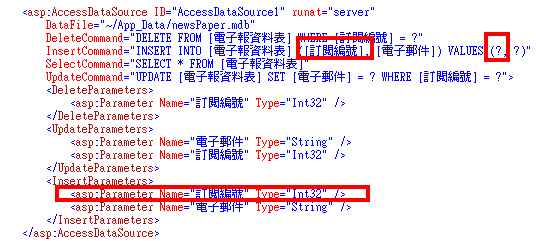 <asp:AccessDataSource ID="AccessDataSource1" runat="server"
DataFile="~/App_Data/newsPaper.mdb"
DeleteCommand="DELETE FROM [電子報資料表] WHERE [訂閱編號] = ?"
InsertCommand="INSERT INTO [電子報資料表] ([訂閱編號], [電子郵件]) VALUES (?, ?)"
SelectCommand="SELECT * FROM [電子報資料表]"
UpdateCommand="UPDATE [電子報資料表] SET [電子郵件] = ? WHERE [訂閱編號] = ?">
<DeleteParameters>
<asp:Parameter Name="訂閱編號" Type="Int32" />
</DeleteParameters>
<UpdateParameters>
<asp:Parameter Name="電子郵件" Type="String" />
<asp:Parameter Name="訂閱編號" Type="Int32" />
</UpdateParameters>
<InsertParameters>
<asp:Parameter Name="訂閱編號" Type="Int32" />
<asp:Parameter Name="電子郵件" Type="String" />
</InsertParameters>
</asp:AccessDataSource>